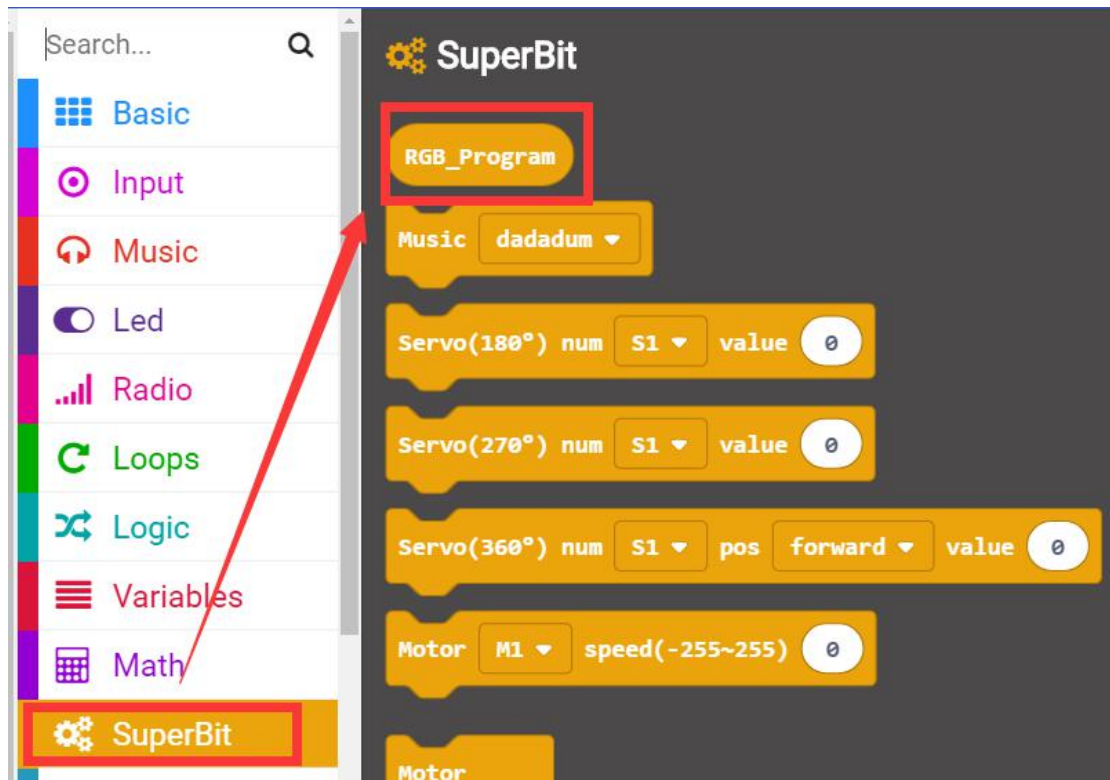 Search...
Basic
Input
Music
Led
Radio
Loops
Logic
Variables
Math
SuperBit
SuperBit
RGB_Program
Music dadadum
Servo(180°) num S1 value 0
Servo(270°) num S1 value 0
Servo(360°) num S1 pos forward value 0
Motor M1 speed(-255~255) 0
Motor